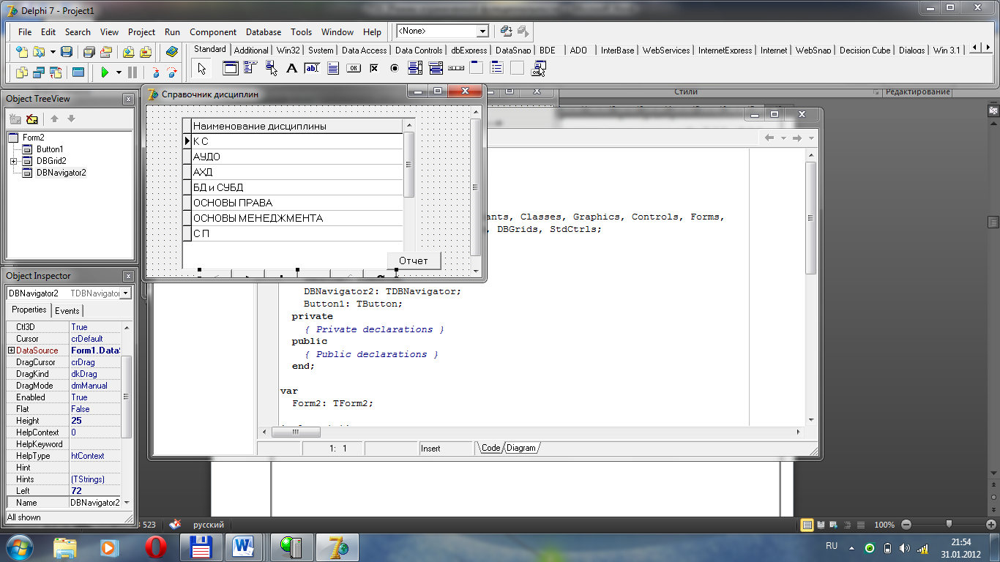 Delphi 7 - Project1
File Edit Search View Project Run Component Database Tools Window Help
<None>
Standard Additional Win32 System Data Access Data Controls dbExpress DataSnap BDE ADO InterBase WebServices InternetExpress Internet WebSnap Decision Cube Dialogs Win 3.1
Стили
Редактирование
Object TreeView
Form2
Button1
DBGrid2
DBNavigator2
Справочник дисциплин
Наименование дисциплины
К С
АУДО
АХД
БД и СУБД
ОСНОВЫ ПРАВА
ОСНОВЫ МЕНЕДЖМЕНТА
С П
Отчет
ants, Classes, Graphics, Controls, Forms,
, DBGrids, StdCtrls;
DBNavigator2: TDBNavigator;
Button1: TButton;
private
{ Private declarations }
public
{ Public declarations }
end;
var
Form2: TForm2;
1: 1
Insert
Code
Diagram
Object Inspector
DBNavigator2 TDBNavigator
Properties Events
Ctl3D True
Cursor crDefault
DataSource Form1.DataS
DragCursor crDrag
DragKind dkDrag
DragMode dmManual
Enabled True
Flat False
Height 25
HelpContext 0
HelpKeyword
HelpType htContext
Hint
Hints (TStrings)
Left 72
Name DBNavigator2
All shown
523
русский
100%
RU
21:54
31.01.2012